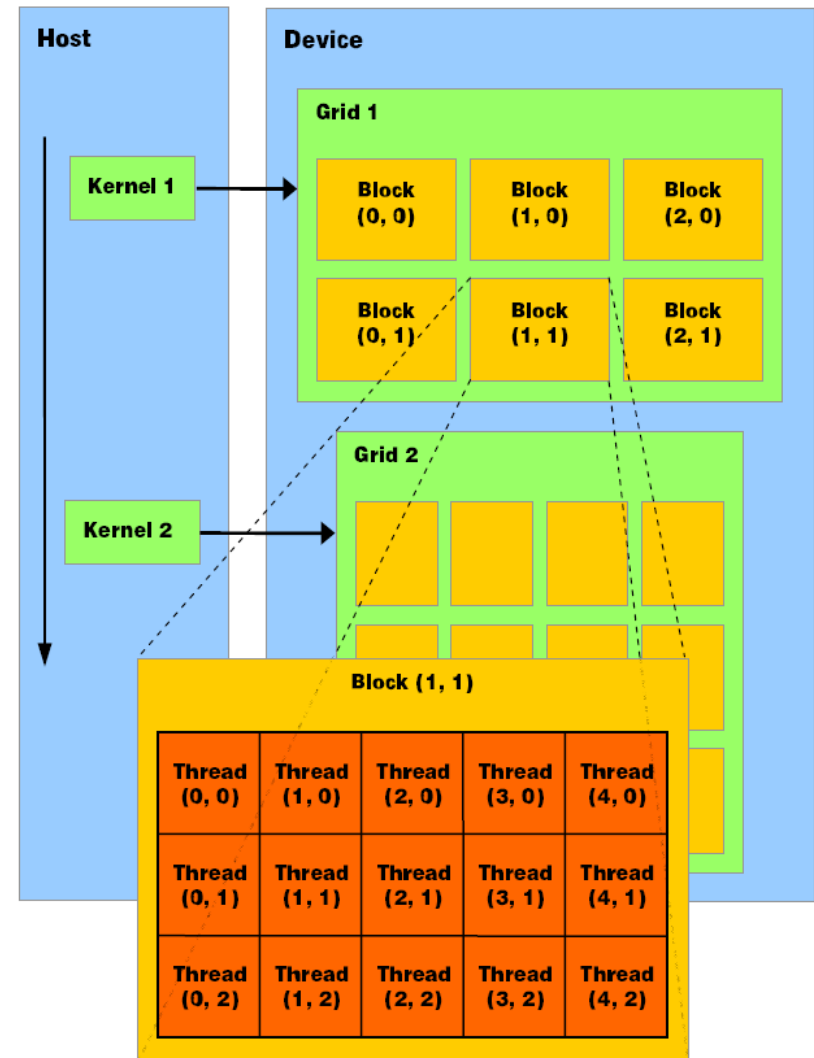 Host
Device
Grid 1
Kernel 1
Block
(0, 0)
Block
(1, 0)
Block
(2, 0)
Block
(0, 1)
Block
(1, 1)
Block
(2, 1)
Grid 2
Kernel 2
Block (1, 1)
Thread
(0, 0)
Thread
(1, 0)
Thread
(2, 0)
Thread
(3, 0)
Thread
(4, 0)
Thread
(0, 1)
Thread
(1, 1)
Thread
(2, 1)
Thread
(3, 1)
Thread
(4, 1)
Thread
(0, 2)
Thread
(1, 2)
Thread
(2, 2)
Thread
(3, 2)
Thread
(4, 2)